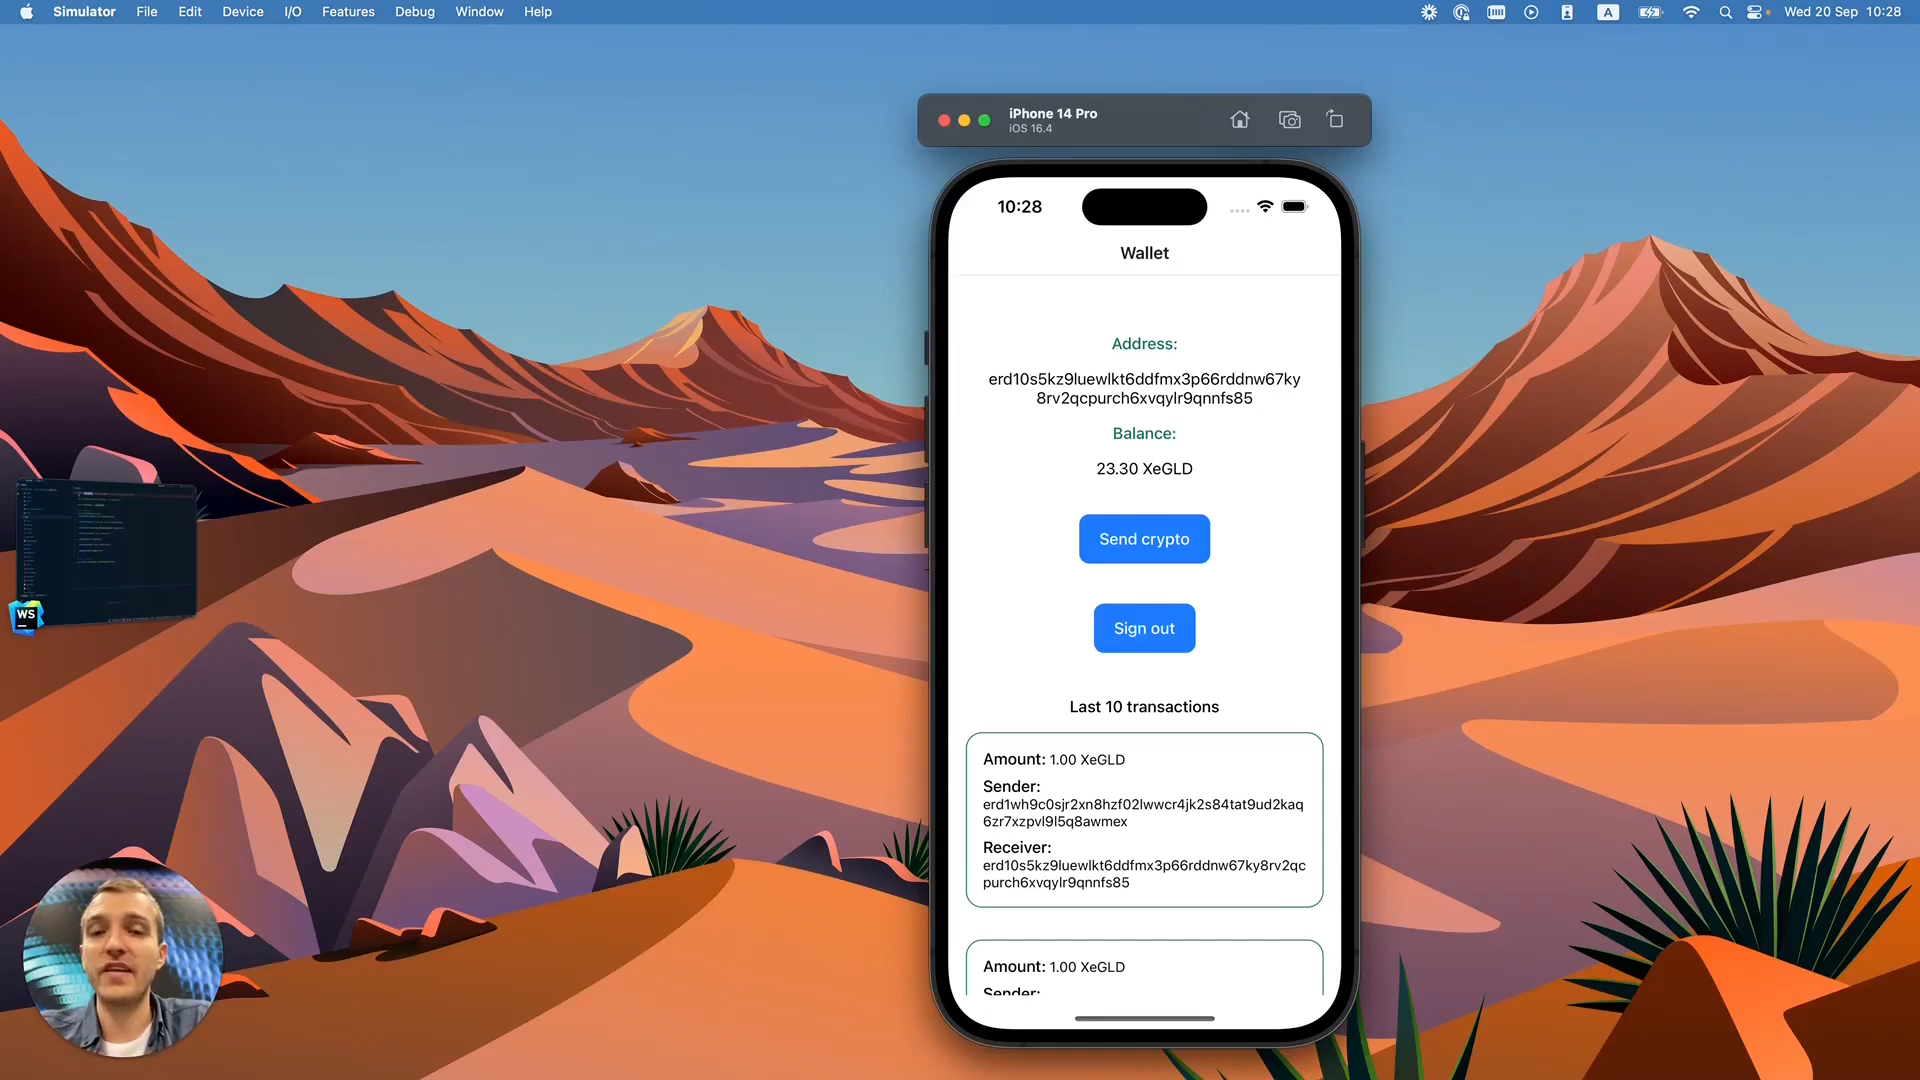 Simulator File Edit Device I/O Features Debug Window Help
A
Wed 20 Sep 10:28
iPhone 14 Pro
iOS 16.4
10:28
Wallet
Address:
erd10s5kz9luewlkt6ddfmx3p66rddnw67ky
8rv2qcpurch6xvqylr9qnnfs85
Balance:
23.30 XeGLD
Send crypto
Sign out
Last 10 transactions
Amount: 1.00 XeGLD
Sender:
erd1wh9c0sjr2xn8hzf02lwwcr4jk2s84tat9ud2kaq
6zr7xzpvl9l5q8awmex
Receiver:
erd10s5kz9luewlkt6ddfmx3p66rddnw67ky8rv2qc
purch6xvqylr9qnnfs85
Amount: 1.00 XeGLD
Sender:
WS